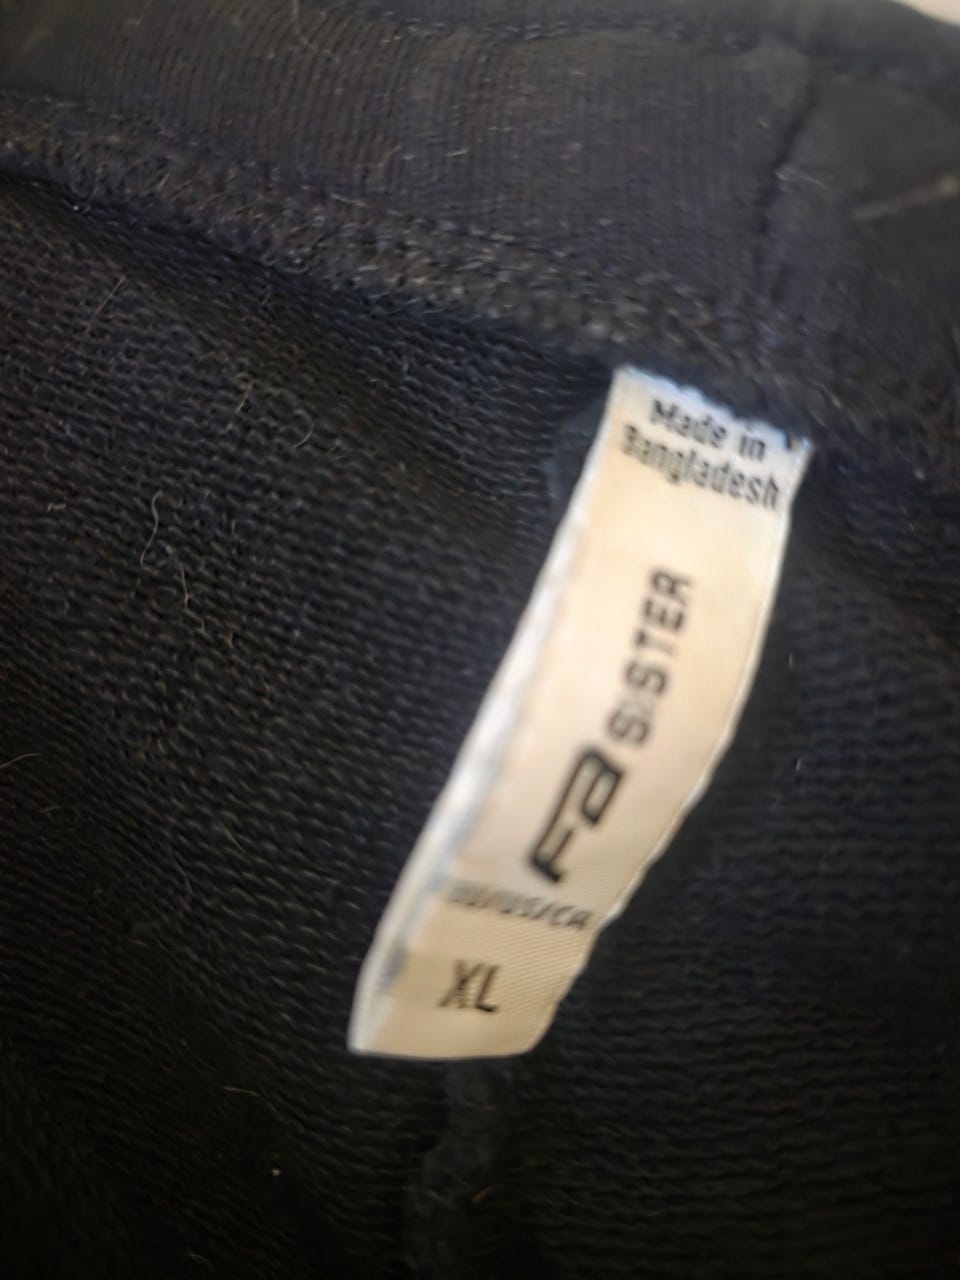 Made in
Bangladesh
FB SISTER
XL